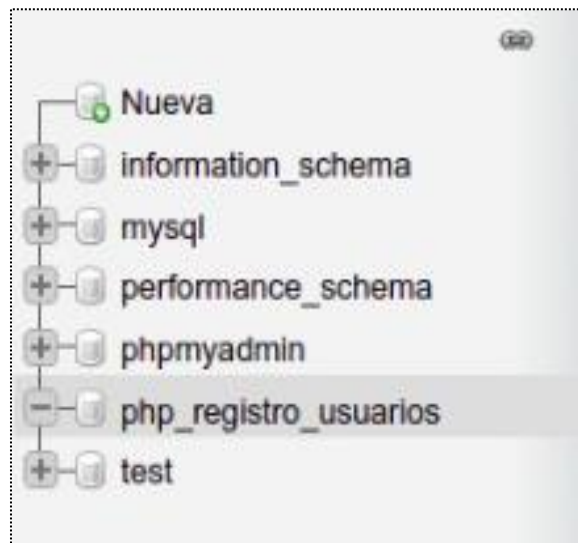 Nueva
information_schema
mysql
performance_schema
phpmyadmin
php_registro_usuarios
test